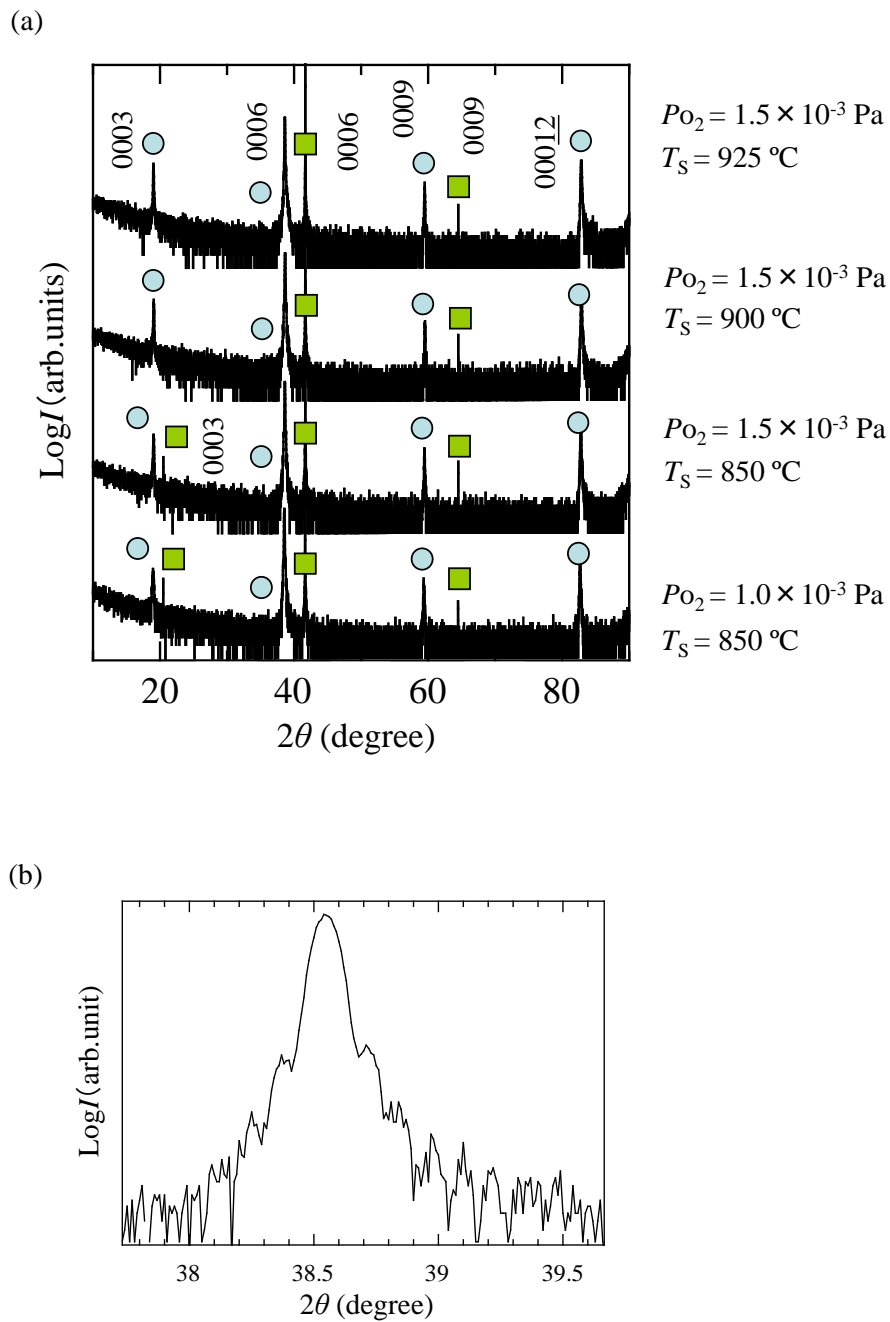 (a)
0003
0006
0006
0009
0009
00012
Po2 = 1.5 × 10-3 Pa
TS = 925 ºC
Po2 = 1.5 × 10-3 Pa
TS = 900 ºC
0003
Po2 = 1.5 × 10-3 Pa
TS = 850 ºC
Po2 = 1.0 × 10-3 Pa
TS = 850 ºC
LogI(arb.units)
20 40 60 80
2θ (degree)
(b)
LogI(arb.unit)
38 38.5 39 39.5
2θ (degree)